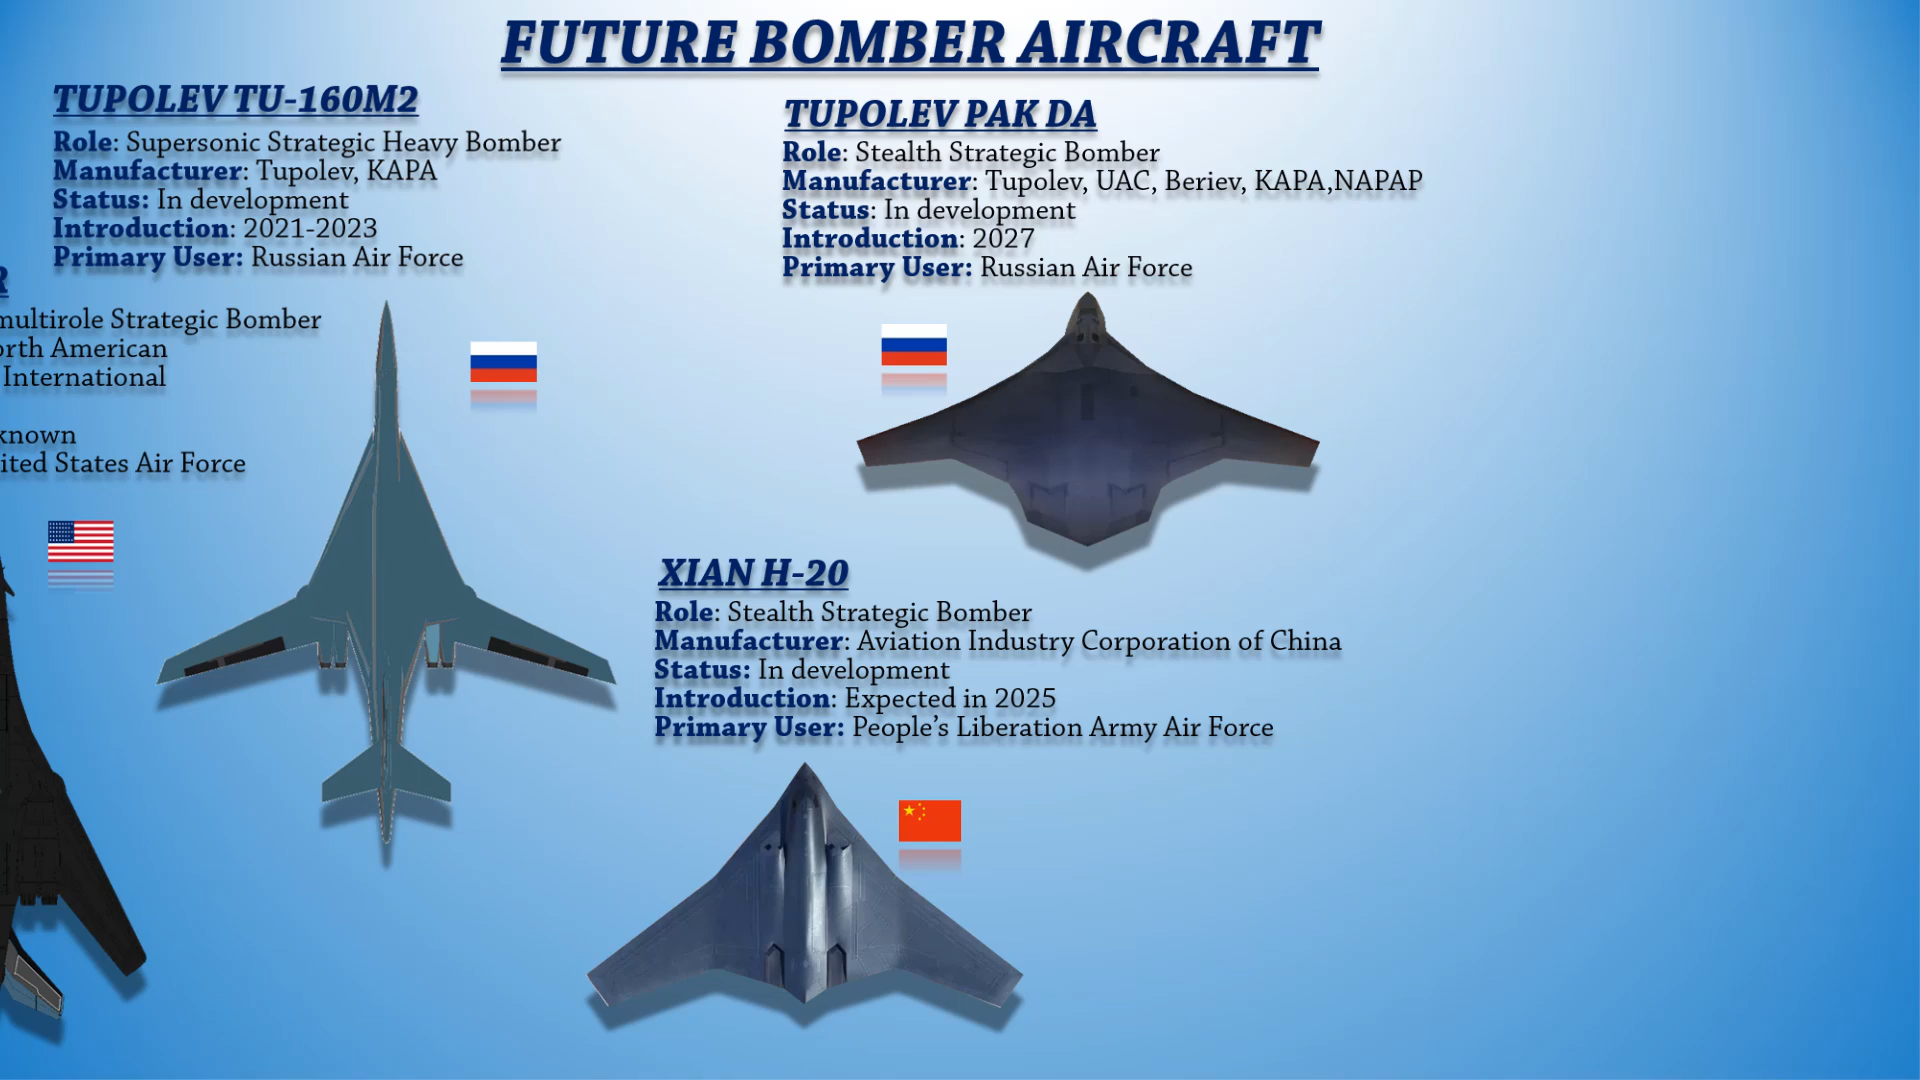 FUTURE BOMBER AIRCRAFT
TUPOLEV TU-160M2
Role: Supersonic Strategic Heavy Bomber
Manufacturer: Tupolev, KAPA
Status: In development
Introduction: 2021-2023
Primary User: Russian Air Force
R
multirole Strategic Bomber
orth American
International
known
ited States Air Force
TUPOLEV PAK DA
Role: Stealth Strategic Bomber
Manufacturer: Tupolev, UAC, Beriev, KAPA,NAPAP
Status: In development
Introduction: 2027
Primary User: Russian Air Force
XIAN H-20
Role: Stealth Strategic Bomber
Manufacturer: Aviation Industry Corporation of China
Status: In development
Introduction: Expected in 2025
Primary User: People’s Liberation Army Air Force